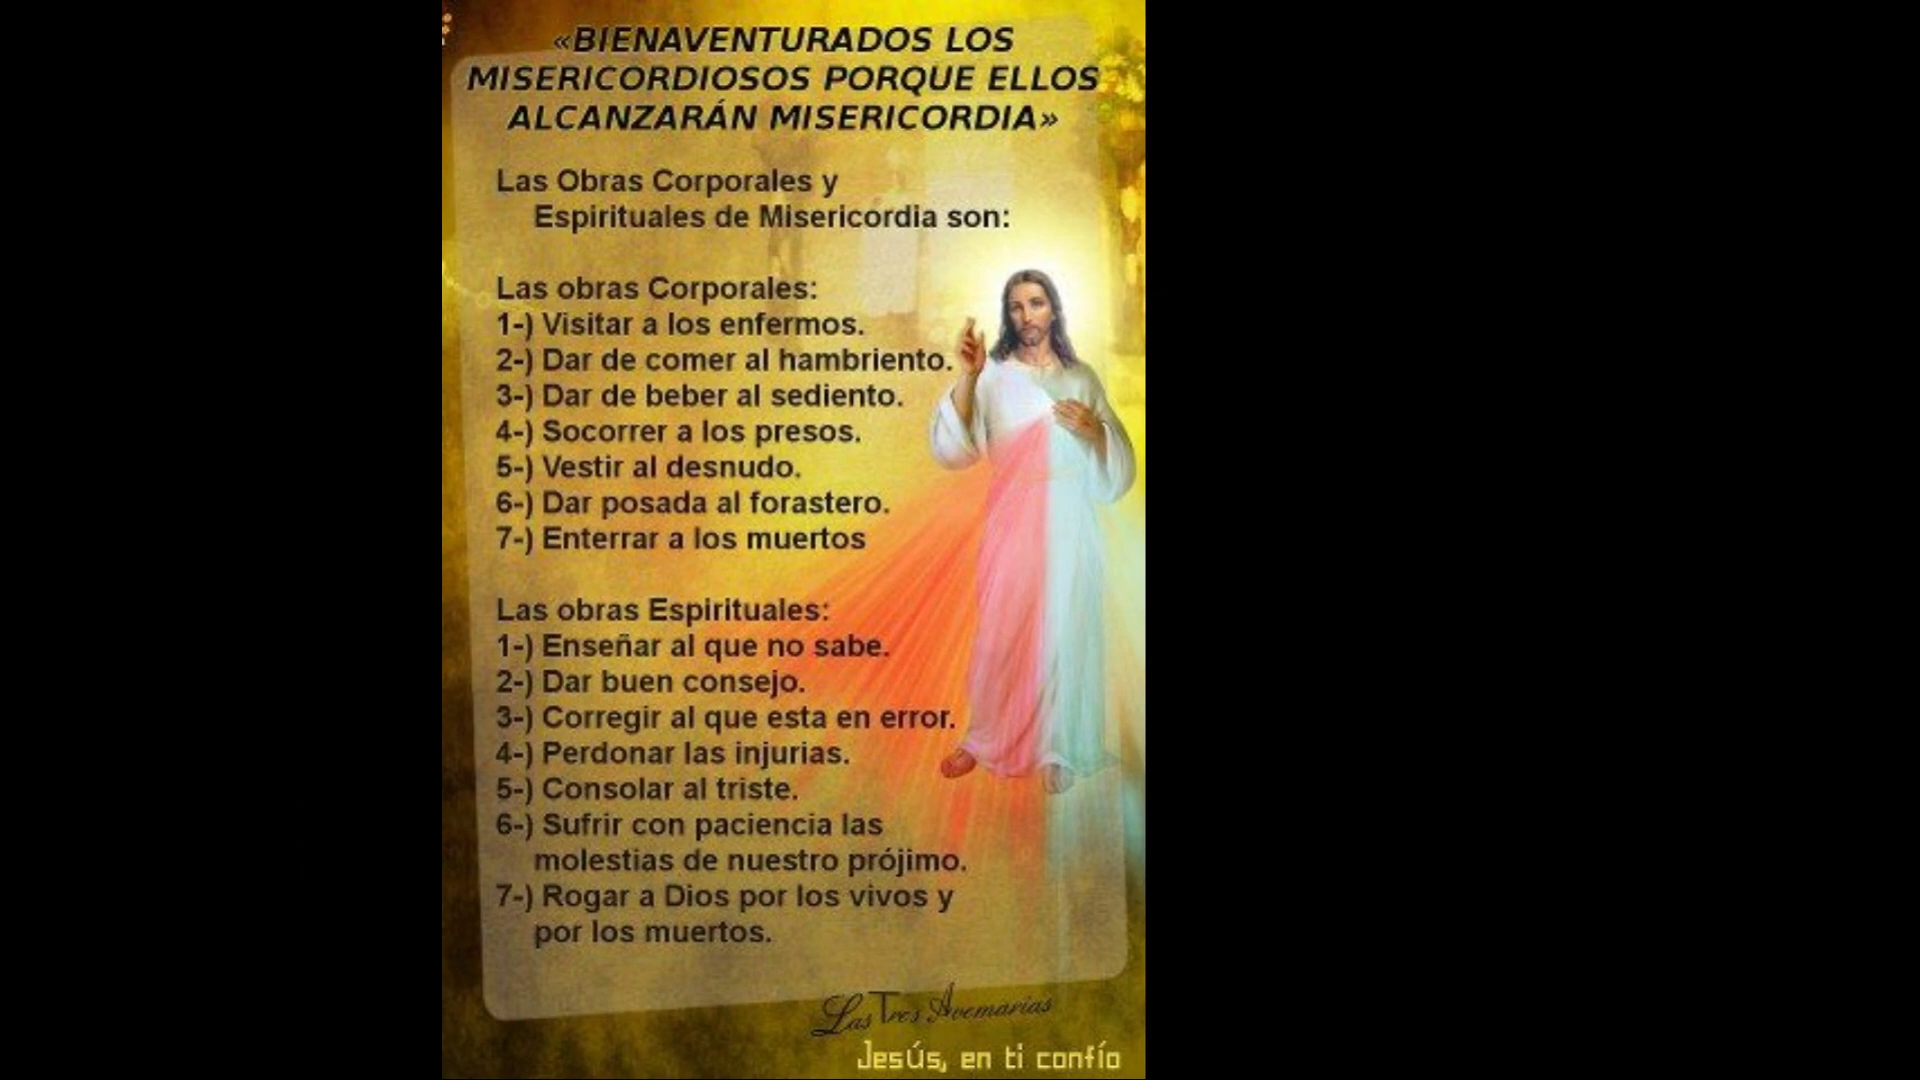 «BIENAVENTURADOS LOS
MISERICORDIOSOS PORQUE ELLOS
ALCANZARÁN MISERICORDIA»
Las Obras Corporales y
Espirituales de Misericordia son:
Las obras Corporales:
1-) Visitar a los enfermos.
2-) Dar de comer al hambriento.
3-) Dar de beber al sediento.
4-) Socorrer a los presos.
5-) Vestir al desnudo.
6-) Dar posada al forastero.
7-) Enterrar a los muertos
Las obras Espirituales:
1-) Enseñar al que no sabe.
2-) Dar buen consejo.
3-) Corregir al que esta en error.
4-) Perdonar las injurias.
5-) Consolar al triste.
6-) Sufrir con paciencia las
molestias de nuestro prójimo.
7-) Rogar a Dios por los vivos y
por los muertos.
Las Tres Avemarías
Jesús, en ti confío